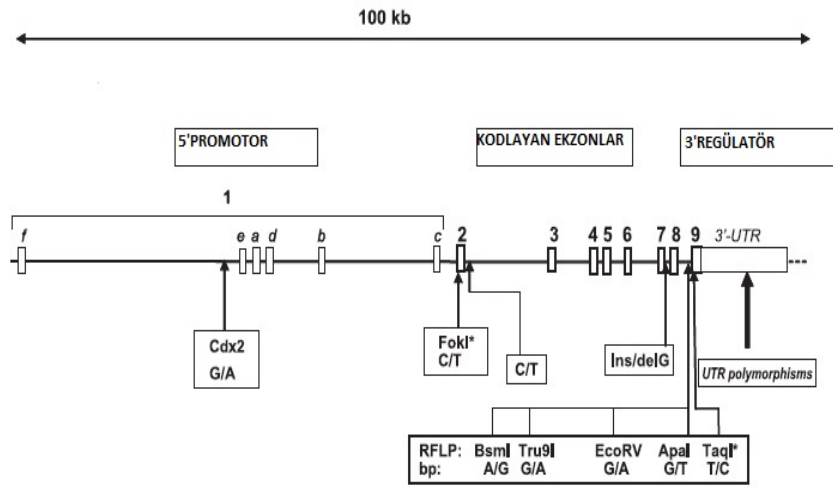 100 kb
5'PROMOTOR
KODLAYAN EKZONLAR
3'REGÜLATÖR
1
f e a d b c 2 3 4 5 6 7 8 9 3'-UTR
Cdx2
G/A
FokI*
C/T
C/T
Ins/delG
UTR polymorphisms
RFLP: BsmI Tru9I EcoRV ApaI TaqI*
bp: A/G G/A G/A G/T T/C